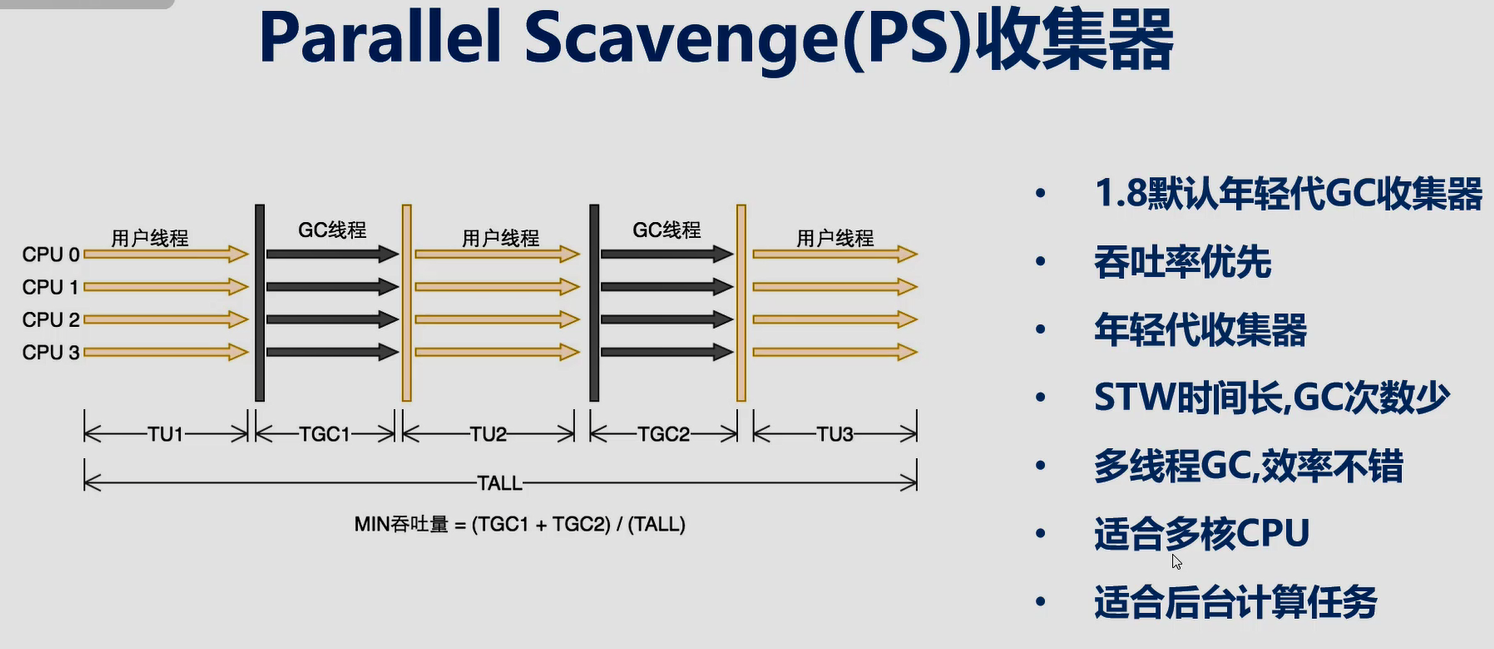 Parallel Scavenge(PS)收集器
用户线程 GC线程 用户线程 GC线程 用户线程
CPU 0
CPU 1
CPU 2
CPU 3
TU1 TGC1 TU2 TGC2 TU3
TALL
MIN吞吐量 = (TGC1 + TGC2) / (TALL)
• 1.8默认年轻代GC收集器
• 吞吐率优先
• 年轻代收集器
• STW时间长,GC次数少
• 多线程GC,效率不错
• 适合多核CPU
• 适合后台计算任务